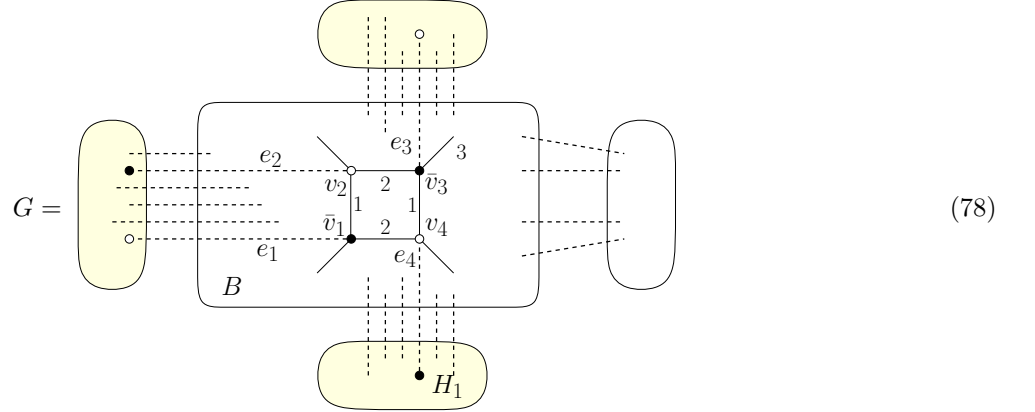 e₃
3
e₂
v₂
2
v̄₃
G =
1
1
(78)
v̄₁
2
v₄
e₁
e₄
B
H₁